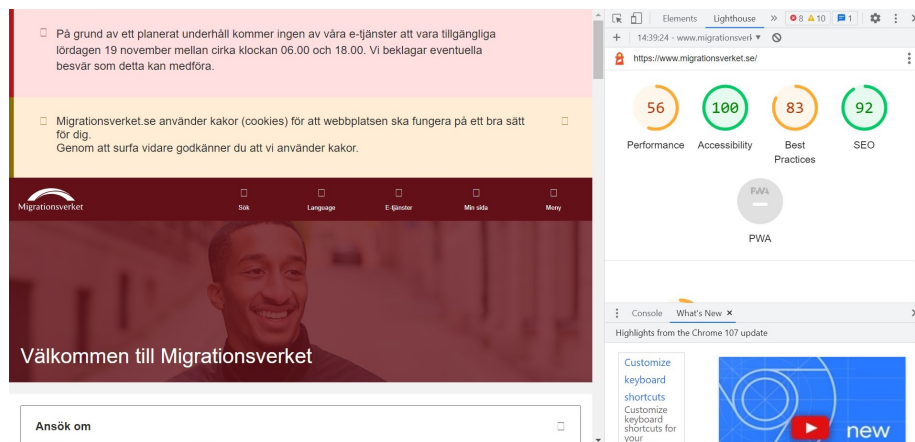 På grund av ett planerat underhåll kommer ingen av våra e-tjänster att vara tillgängliga
lördagen 19 november mellan cirka klockan 06.00 och 18.00. Vi beklagar eventuella
besvär som detta kan medföra.
Migrationsverket.se använder kakor (cookies) för att webbplatsen ska fungera på ett bra sätt
för dig.
Genom att surfa vidare godkänner du att vi använder kakor.
Migrationsverket
Sök
Language
E-tjänster
Min sida
Meny
Välkommen till Migrationsverket
Ansök om
Elements Lighthouse 8 4 10 1
14:39:24 - www.migrationsverk
https://www.migrationsverket.se/
56 100 83 92
Performance Accessibility Best SEO
Practices
PWA
PWA
Console What's New
Highlights from the Chrome 107 update
Customize
keyboard
shortcuts
Customize
keyboard
shortcuts for
your
new